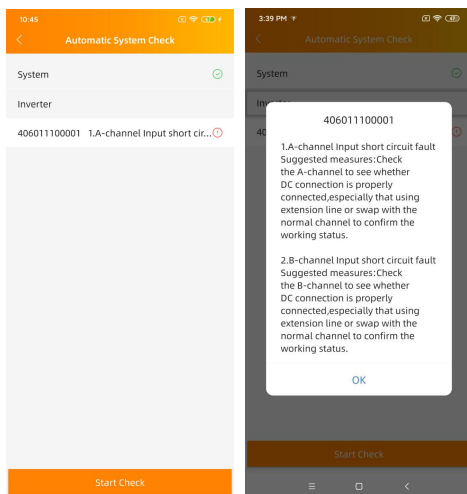 10:45
Automatic System Check
System
Inverter
406011100001 1.A-channel Input short cir...
Start Check
3:39 PM
Automatic System Check
System
Inverter
40
406011100001
1.A-channel Input short circuit fault
Suggested measures:Check
the A-channel to see whether
DC connection is properly
connected,especially that using
extension line or swap with the
normal channel to confirm the
working status.
2.B-channel Input short circuit fault
Suggested measures:Check
the B-channel to see whether
DC connection is properly
connected,especially that using
extension line or swap with the
normal channel to confirm the
working status.
OK
Start Check